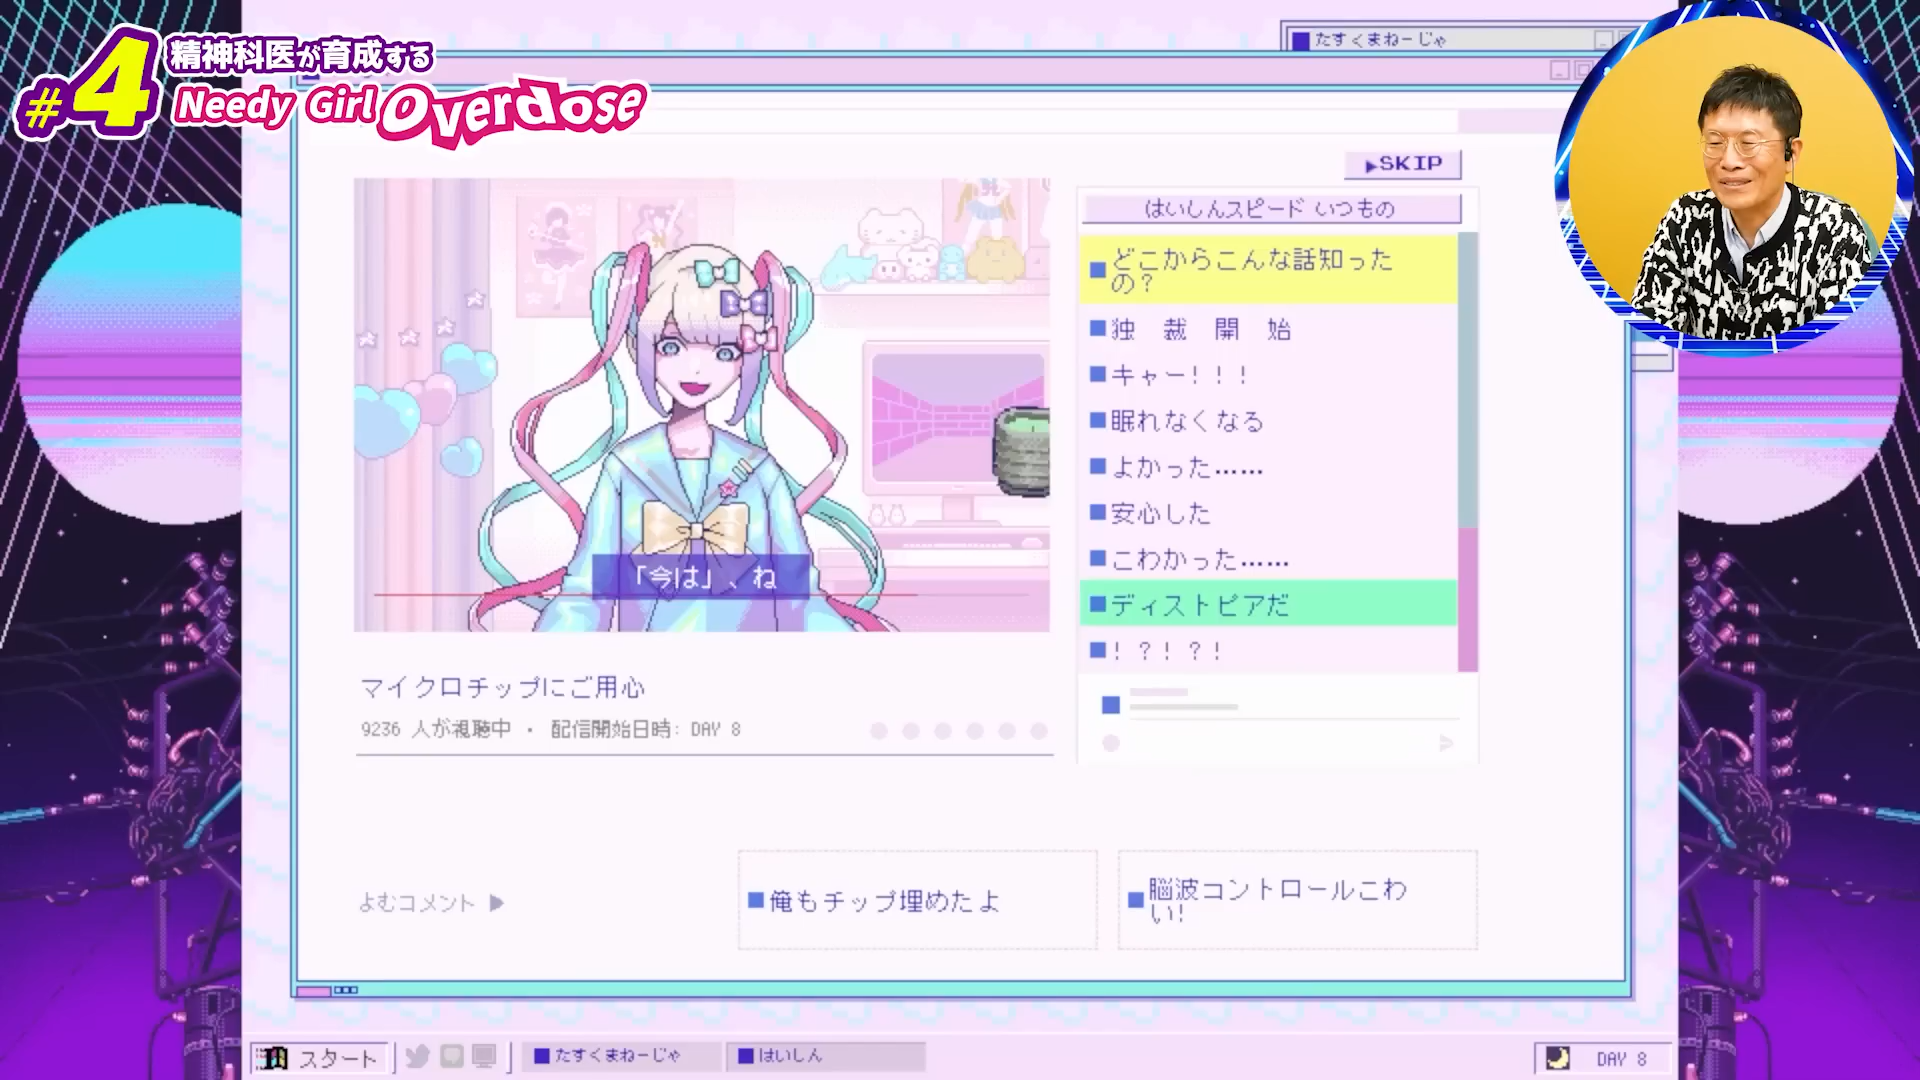 #4
精神科医が育成する
Needy Girl Overdose
たすくまねーじゃ
▶SKIP
はいしんスピード いつもの
どこからこんな話知った
の?
独 裁 開 始
キャー!!!
眠れなくなる
よかった……
安心した
こわかった……
ディストピアだ
!?!?!
「今は」、ね
マイクロチップにご用心
9236 人が視聴中 ・ 配信開始日時: DAY 8
よむコメント ▶
俺もチップ埋めたよ
脳波コントロールこわ
い!
スタート
たすくまねーじゃ
はいしん
DAY 8